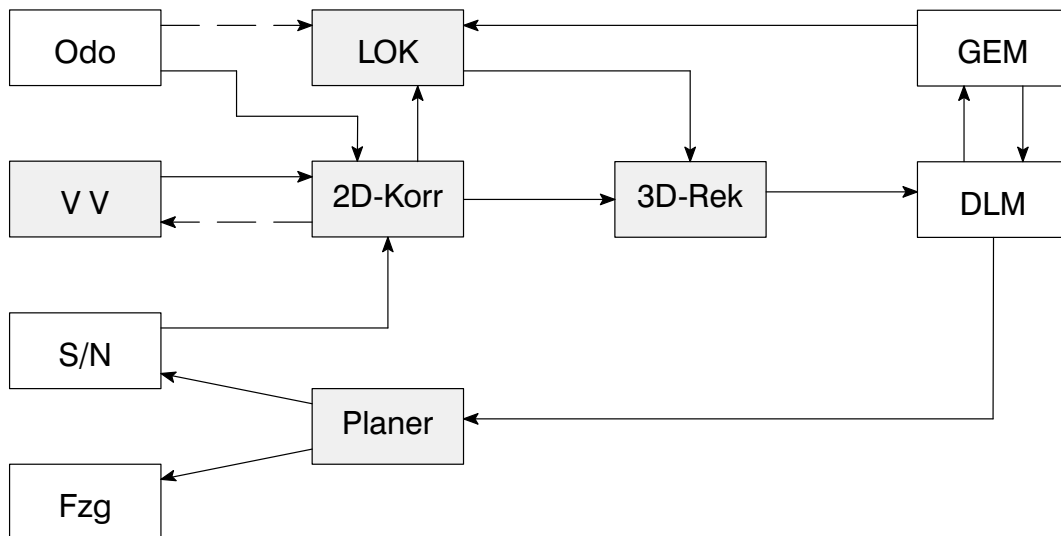 Odo
LOK
GEM
V V
2D-Korr
3D-Rek
DLM
S/N
Planer
Fzg